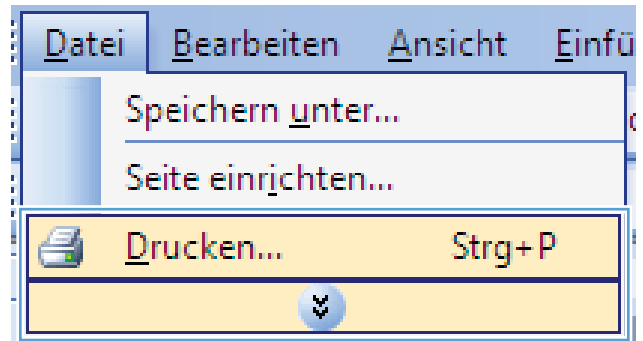 Datei Bearbeiten Ansicht Einfü
Speichern unter...
Seite einrichten...
Drucken... Strg+P